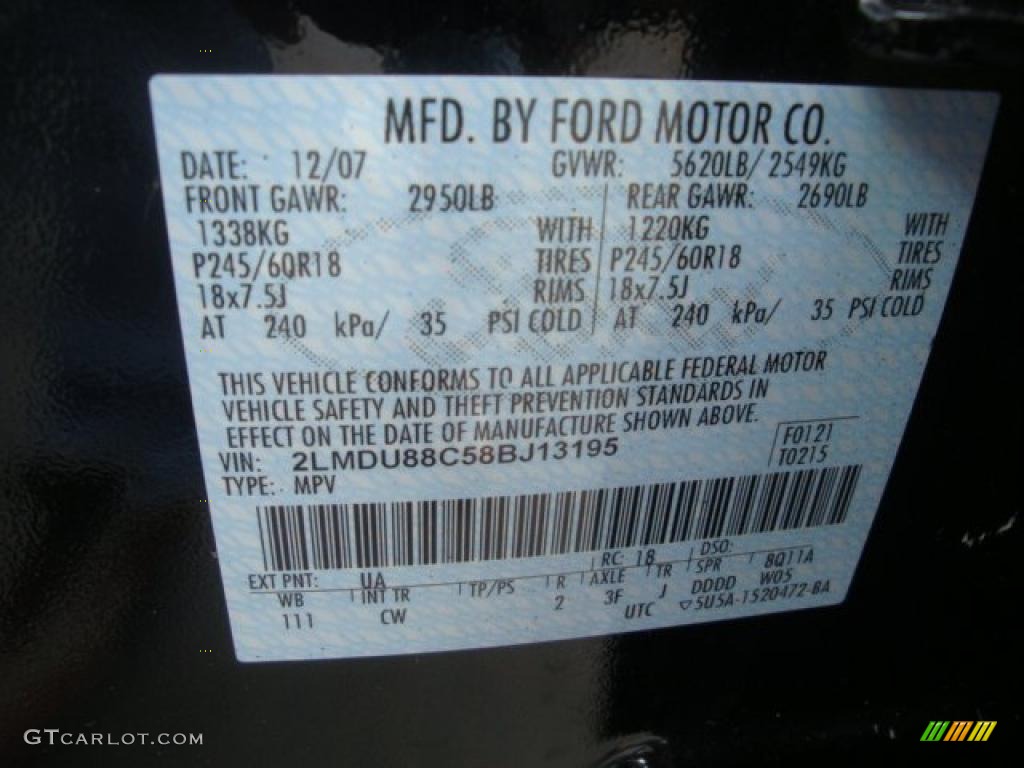 MFD. BY FORD MOTOR CO.
DATE: 12/07 GVWR: 5620LB/ 2549KG
FRONT GAWR: 2950LB REAR GAWR: 2690LB
1338KG WITH 1220KG WITH
P245/60R18 TIRES P245/60R18 TIRES
18x7.5J RIMS 18x7.5J RIMS
AT 240 kPa/ 35 PSI COLD AT 240 kPa/ 35 PSI COLD
THIS VEHICLE CONFORMS TO ALL APPLICABLE FEDERAL MOTOR
VEHICLE SAFETY AND THEFT PREVENTION STANDARDS IN
EFFECT ON THE DATE OF MANUFACTURE SHOWN ABOVE.
F0121
VIN: 2LMDU88C58BJ13195 T0215
TYPE: MPV
EXT PNT: UA RC: 18 DSO:
WB INT TR TP/PS R AXLE TR SPR 8Q11A
111 CW 2 3F J DDDD W05
UTC ▽5U5A-1520472-BA
GTCARLOT.COM